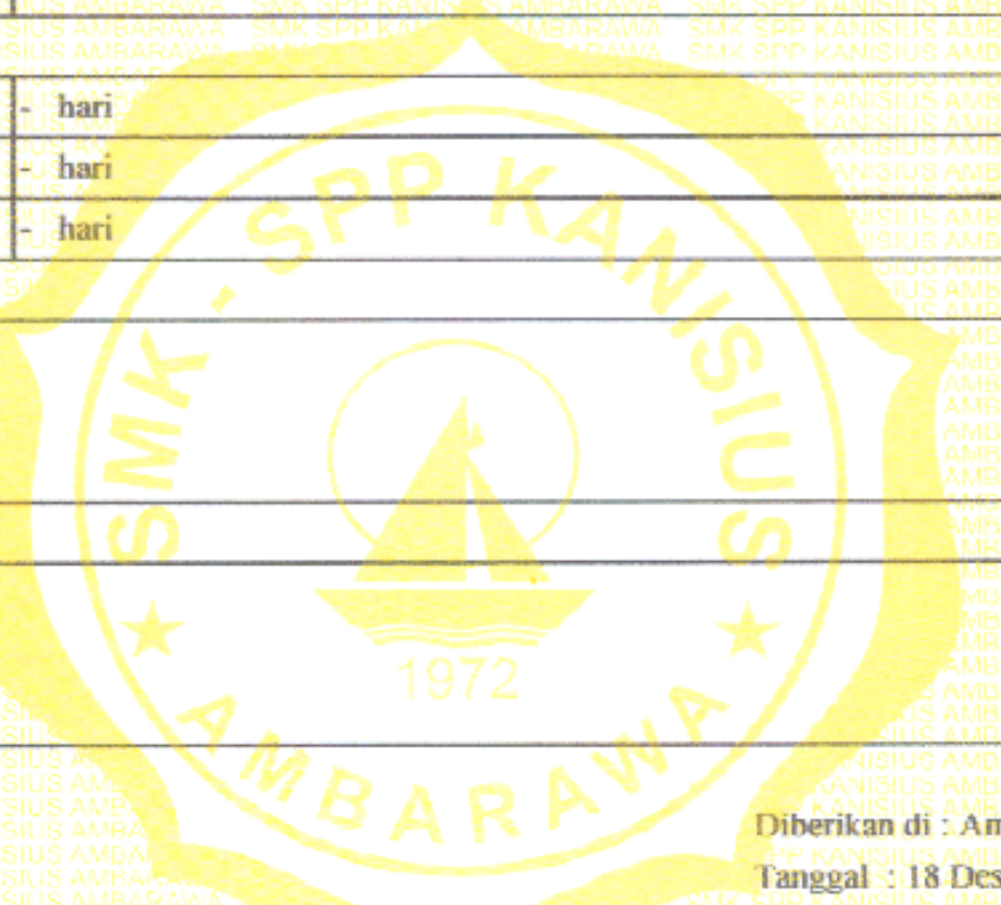 - hari
- hari
- hari
SMK - SPP KANISIUS
1972
AMBARAWA
Diberikan di : Am
Tanggal : 18 Des